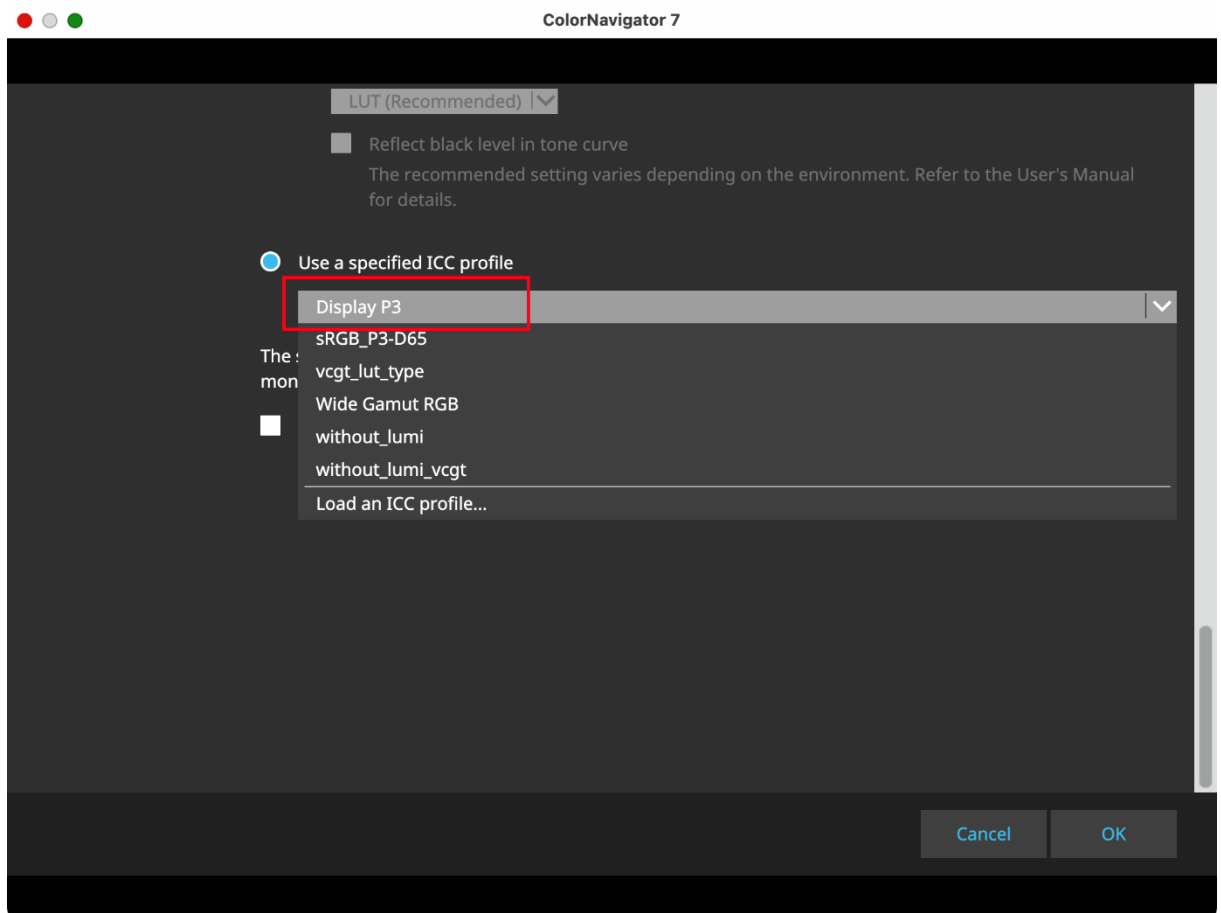 ColorNavigator 7
LUT (Recommended)
Reflect black level in tone curve
The recommended setting varies depending on the environment. Refer to the User's Manual
for details.
Use a specified ICC profile
Display P3
sRGB_P3-D65
The
mon
vcgt_lut_type
Wide Gamut RGB
without_lumi
without_lumi_vcgt
Load an ICC profile...
Cancel
OK